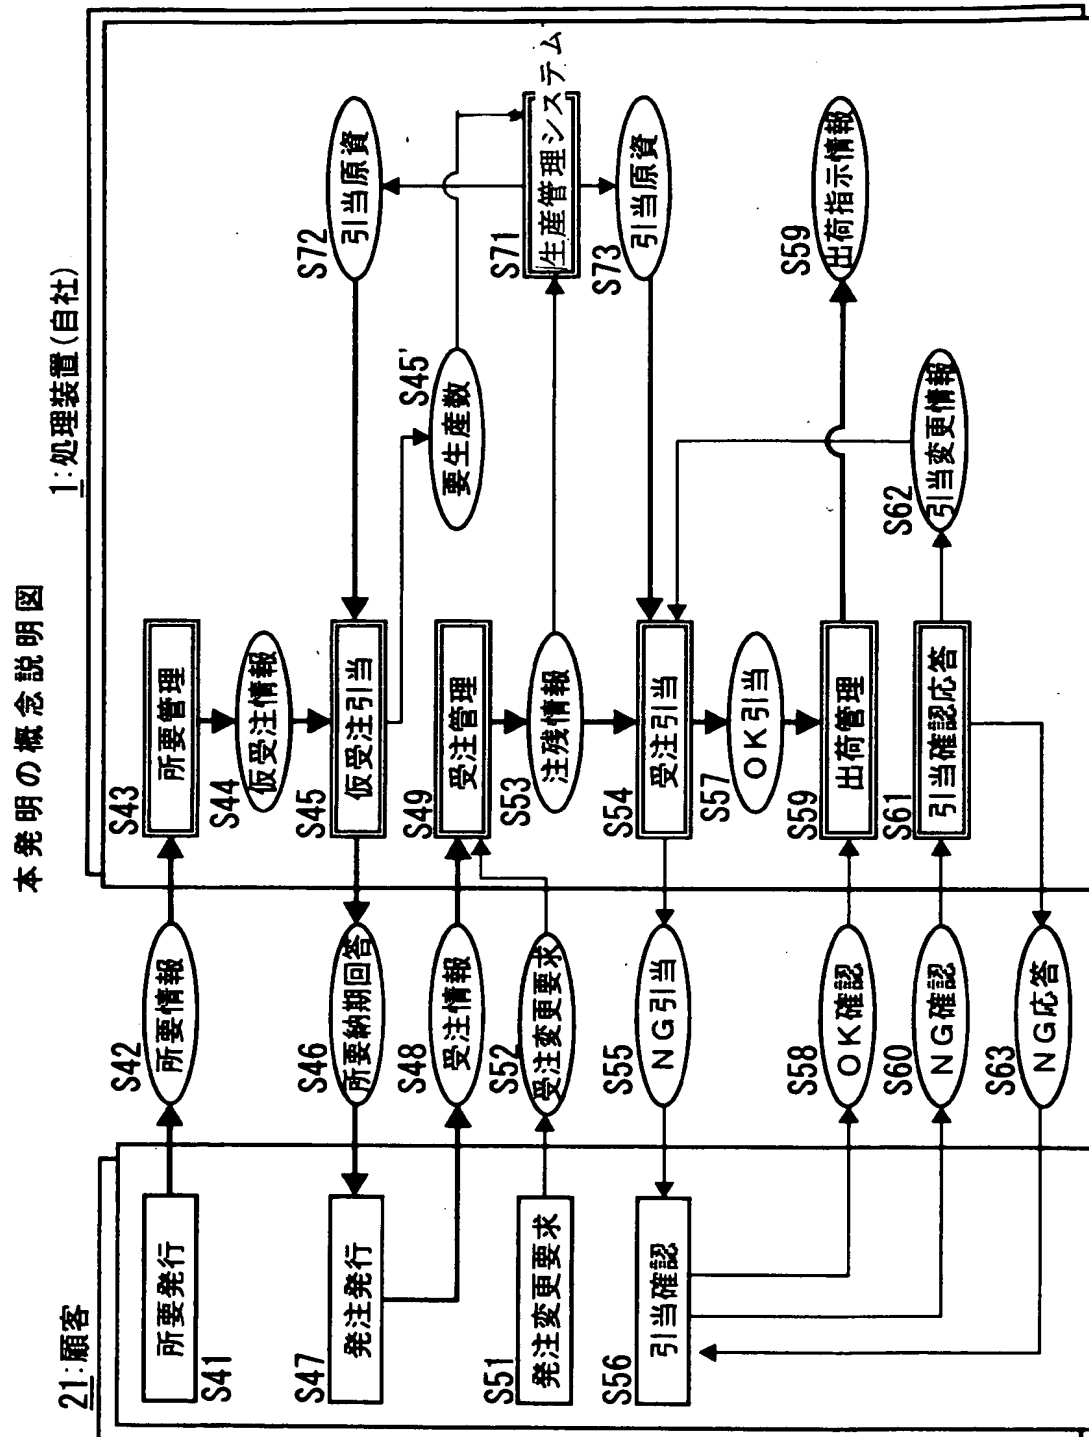 本発明の概念説明図
21:顧客
1:処理装置(自社)
所要発行
S41
S42
所要情報
S43
所要管理
S44
仮受注情報
S45
仮受注引当
S72
引当原資
S46
所要納期回答
S47
発注発行
S45'
要生産数
S48
受注情報
S49
受注管理
S51
発注変更要求
S52
受注変更要求
S53
注残情報
S71
生産管理システム
S54
受注引当
S73
引当原資
S55
NG引当
S56
引当確認
S57
OK引当
S58
OK確認
S59
出荷管理
S59
出荷指示情報
S60
NG確認
S61
引当確認応答
S62
引当変更情報
S63
NG応答